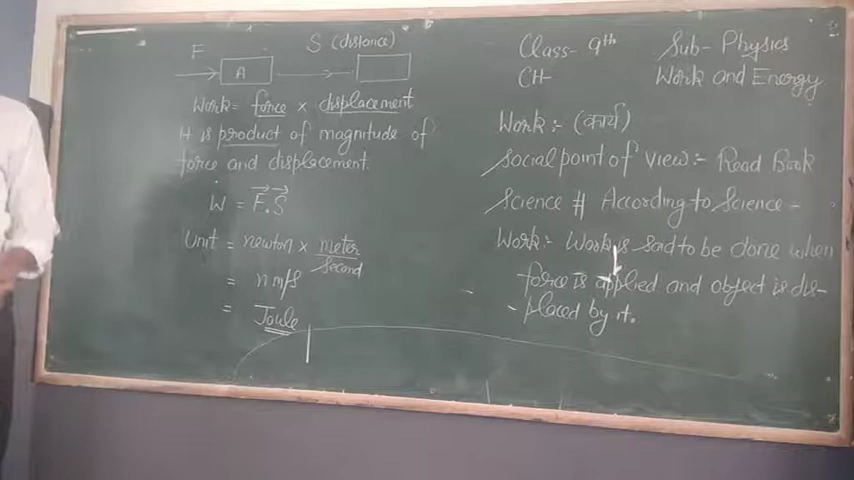 F
S (distance)
A
Work = force × displacement
It is product of magnitude of
force and displacement.
W = F.S
Unit = newton × meter
second
= nm/s
= Joule
Class- 9th Sub- Physics
CH- Work and Energy
Work :- (कार्य)
Social point of view :- Read Book
Science # According to Science -
Work :- Work is said to be done when
force is applied and object is dis-
placed by it.